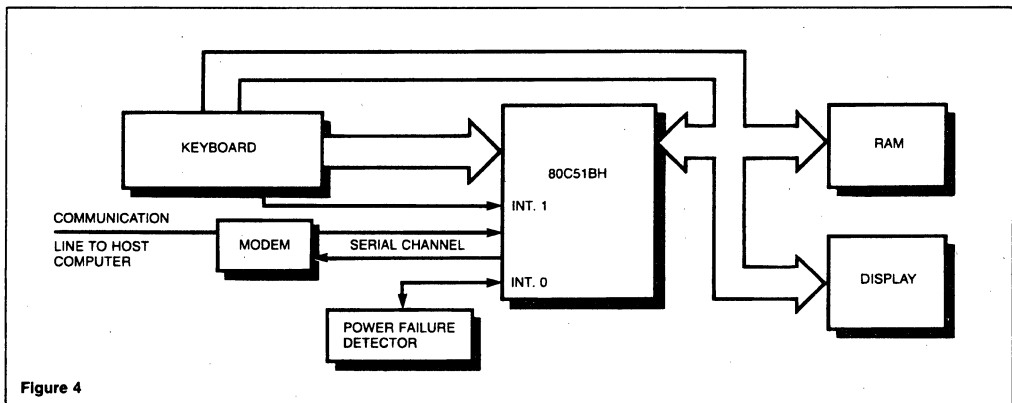 KEYBOARD
80C51BH
RAM
INT. 1
COMMUNICATION
LINE TO HOST
COMPUTER
MODEM
SERIAL CHANNEL
INT. 0
DISPLAY
POWER FAILURE
DETECTOR
Figure 4